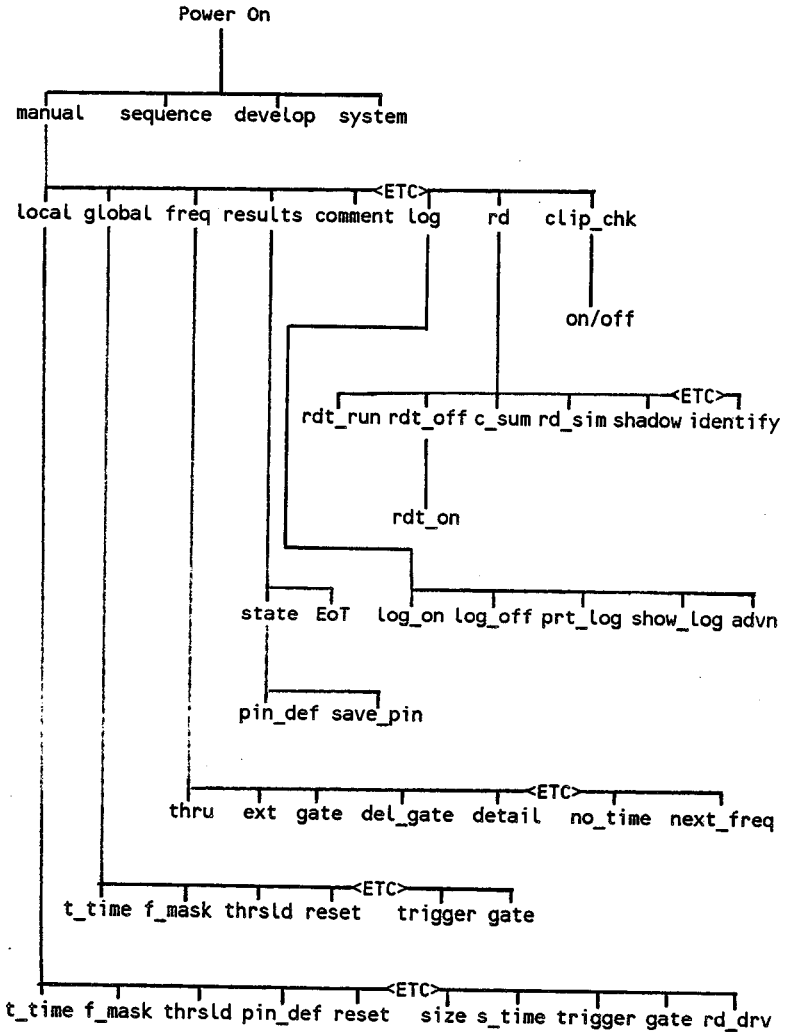 Power On
manual sequence develop system
<ETC>
local global freq results comment log rd clip_chk
on/off
<ETC>
rdt_run rdt_off c_sum rd_sim shadow identify
rdt_on
state EoT log_on log_off prt_log show_log advn
pin_def save_pin
<ETC>
thru ext gate del_gate detail no_time next_freq
<ETC>
t_time f_mask thrsld reset trigger gate
<ETC>
t_time f_mask thrsld pin_def reset size s_time trigger gate rd_drv